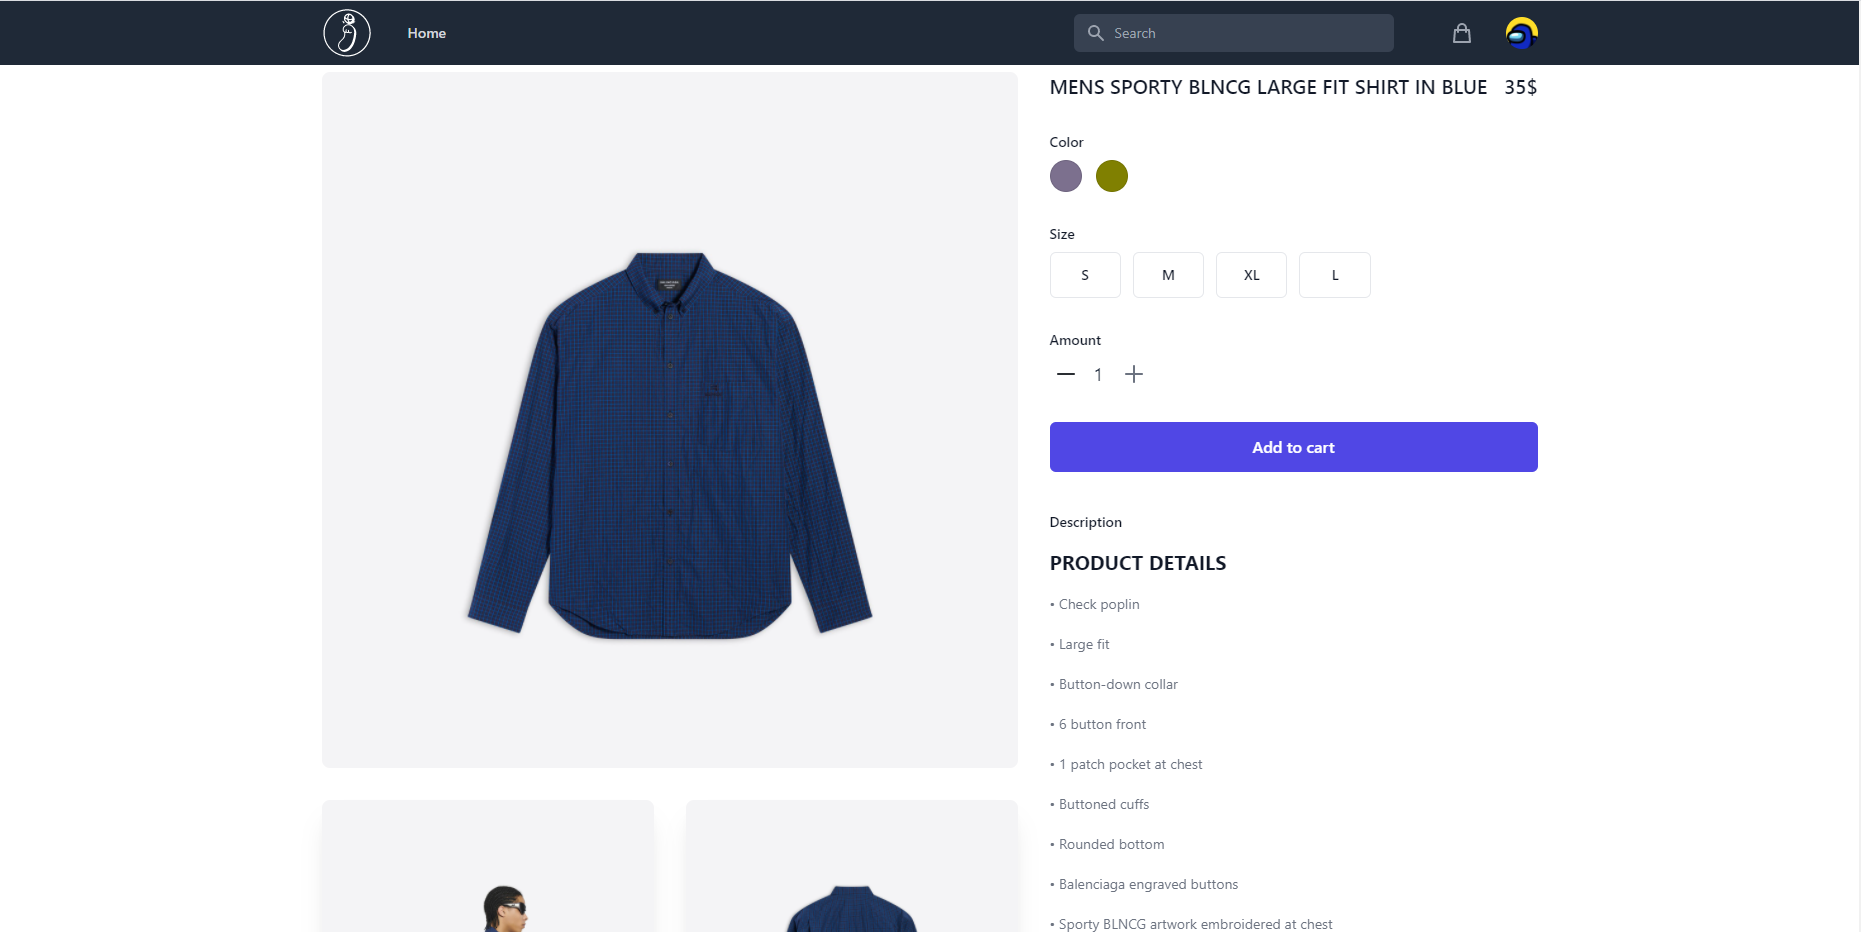 Home
Search
MENS SPORTY BLNCG LARGE FIT SHIRT IN BLUE 35$
Color
Size
S M XL L
Amount
1
Add to cart
Description
PRODUCT DETAILS
• Check poplin
• Large fit
• Button-down collar
• 6 button front
• 1 patch pocket at chest
• Buttoned cuffs
• Rounded bottom
• Balenciaga engraved buttons
• Sporty BLNCG artwork embroidered at chest